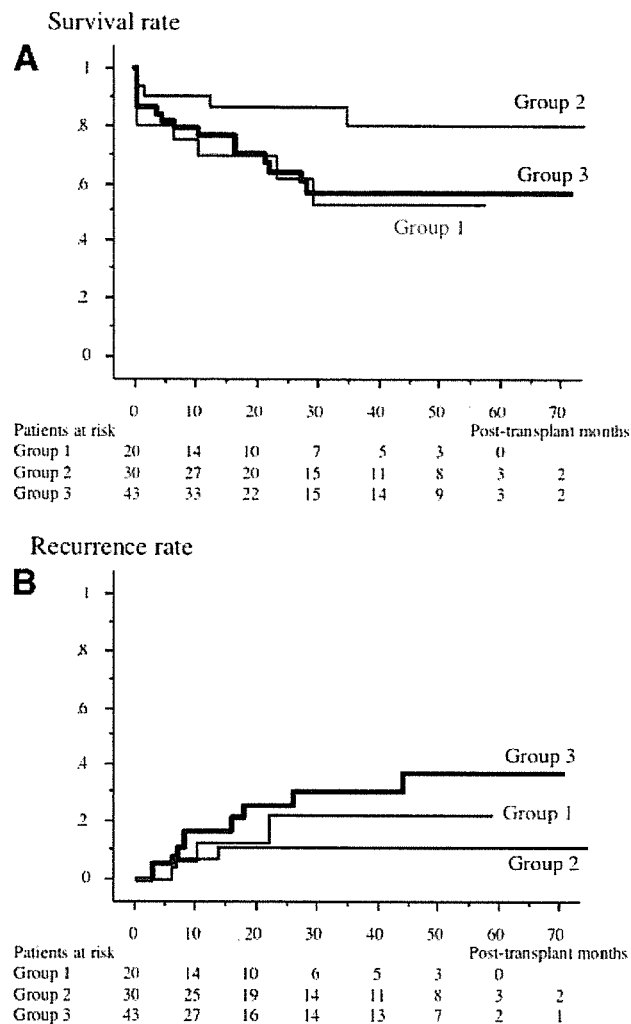 Survival rate
A
1
.8
.6
.4
.2
0
Group 2
Group 3
Group 1
0 10 20 30 40 50 60 70
Patients at risk Post-transplant months
Group 1 20 14 10 7 5 3 0
Group 2 30 27 20 15 11 8 3 2
Group 3 43 33 22 15 14 9 3 2
Recurrence rate
B
1
.8
.6
.4
.2
0
Group 3
Group 1
Group 2
0 10 20 30 40 50 60 70
Patients at risk Post-transplant months
Group 1 20 14 10 6 5 3 0
Group 2 30 25 19 14 11 8 3 2
Group 3 43 27 16 14 13 7 2 1